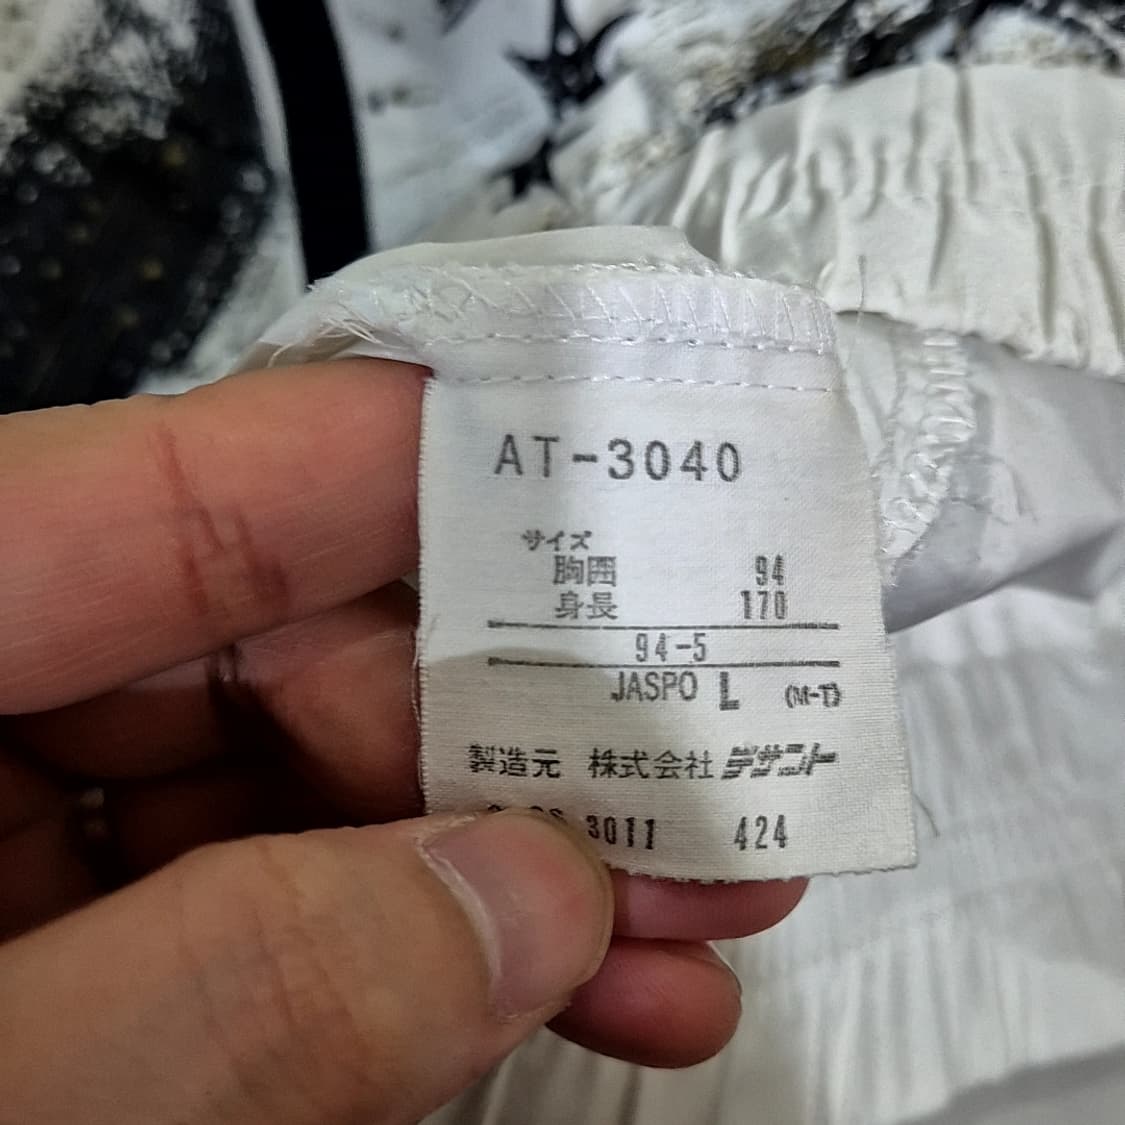 AT-3040
サイズ
胸囲 94
身長 170
94-5
JASPO L (M-T)
製造元 株式会社 デサント
3011 424